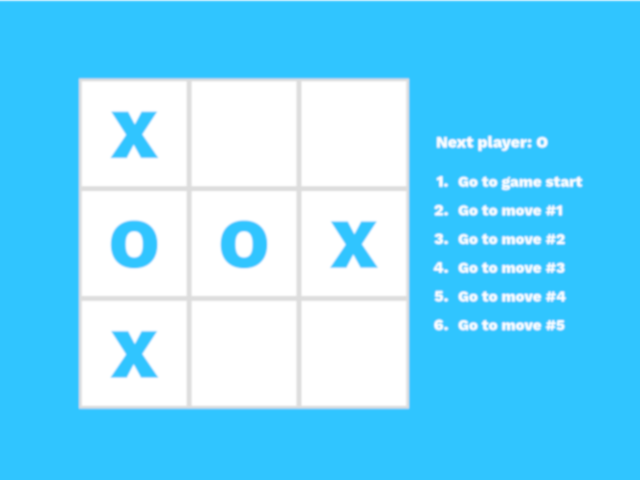 X
Next player: O
1. Go to game start
2. Go to move #1
O O X
3. Go to move #2
4. Go to move #3
5. Go to move #4
X
6. Go to move #5